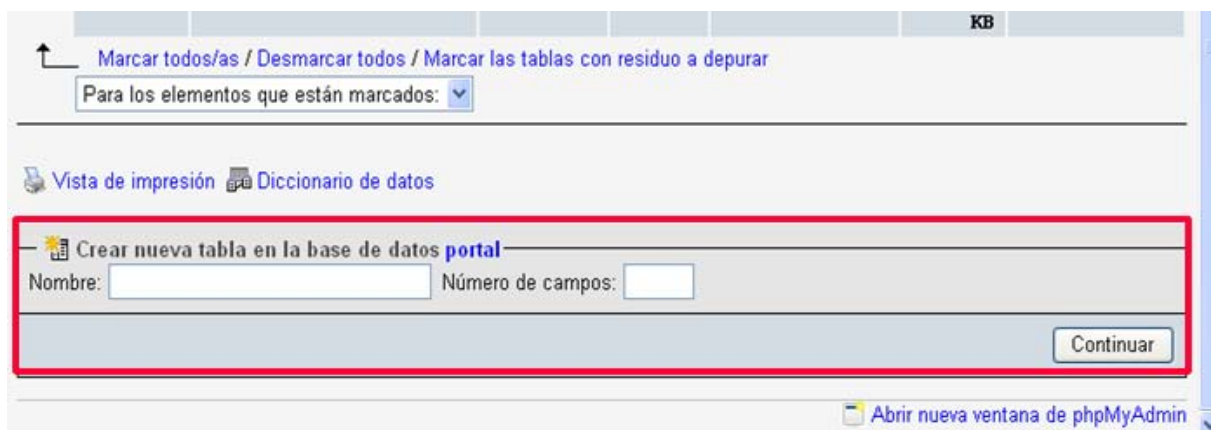 KB
Marcar todos/as / Desmarcar todos / Marcar las tablas con residuo a depurar
Para los elementos que están marcados:
Vista de impresión Diccionario de datos
Crear nueva tabla en la base de datos portal
Nombre: Número de campos:
Continuar
Abrir nueva ventana de phpMyAdmin